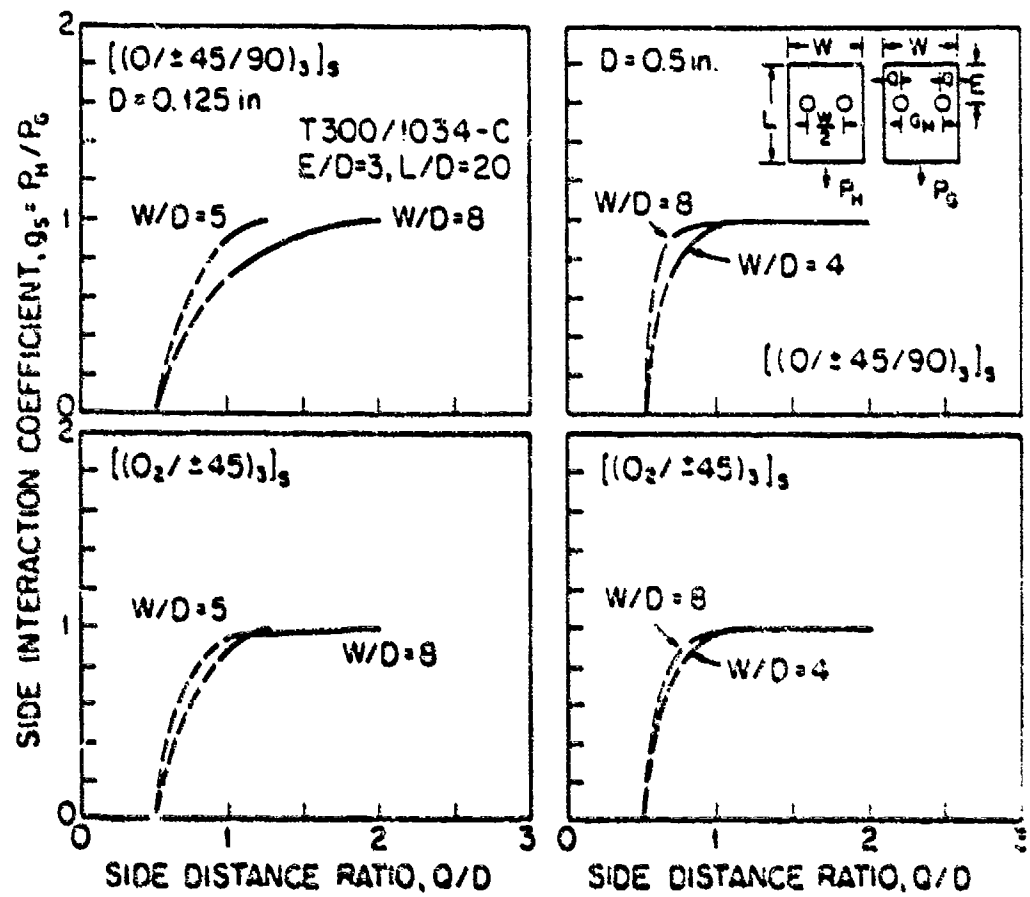 SIDE INTERACTION COEFFICIENT, gs = PH/PG
2
[(0/±45/90)3]s
D=0.125 in
T300/1034-C
E/D=3, L/D=20
W/D=5
W/D=8
1
0
D=0.5 in.
W
W
L
Q
Q
E
W/2
GH
PH
PG
W/D=8
W/D=4
[(0/±45/90)3]s
2
[(02/±45)3]s
W/D=5
W/D=8
1
0
0
1
2
3
SIDE DISTANCE RATIO, Q/D
[(02/±45)3]s
W/D=8
W/D=4
0
1
2
SIDE DISTANCE RATIO, Q/D